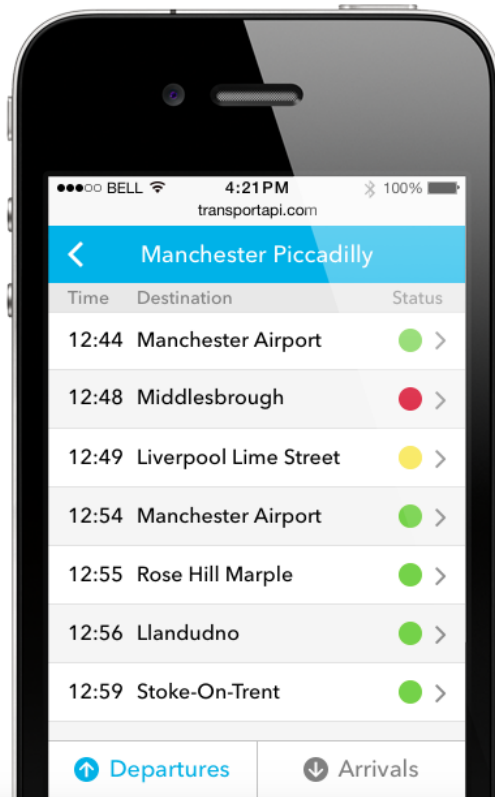 BELL 4:21PM 100%
transportapi.com
Manchester Piccadilly
Time Destination Status
12:44 Manchester Airport
12:48 Middlesbrough
12:49 Liverpool Lime Street
12:54 Manchester Airport
12:55 Rose Hill Marple
12:56 Llandudno
12:59 Stoke-On-Trent
Departures Arrivals